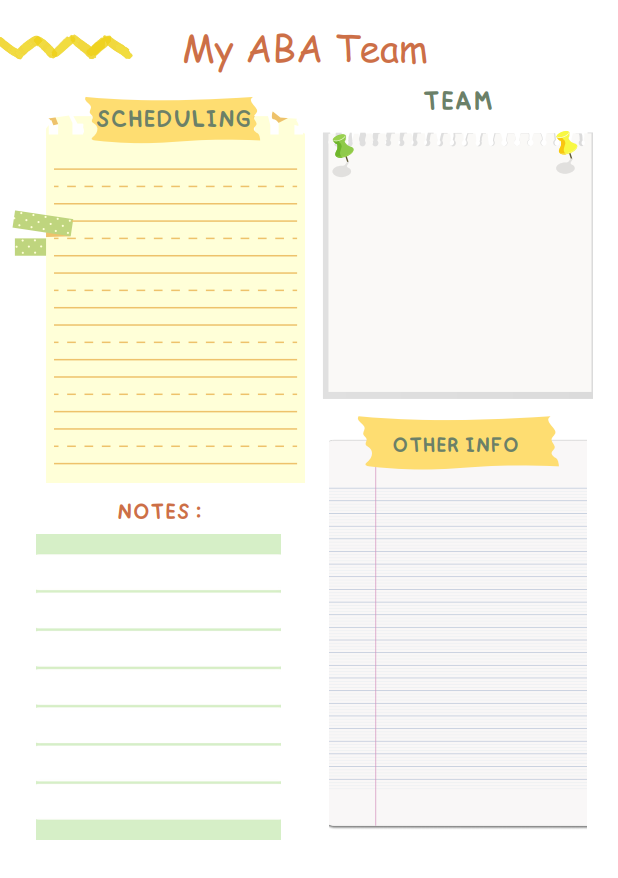 My ABA Team
SCHEDULING
TEAM
OTHER INFO
NOTES :